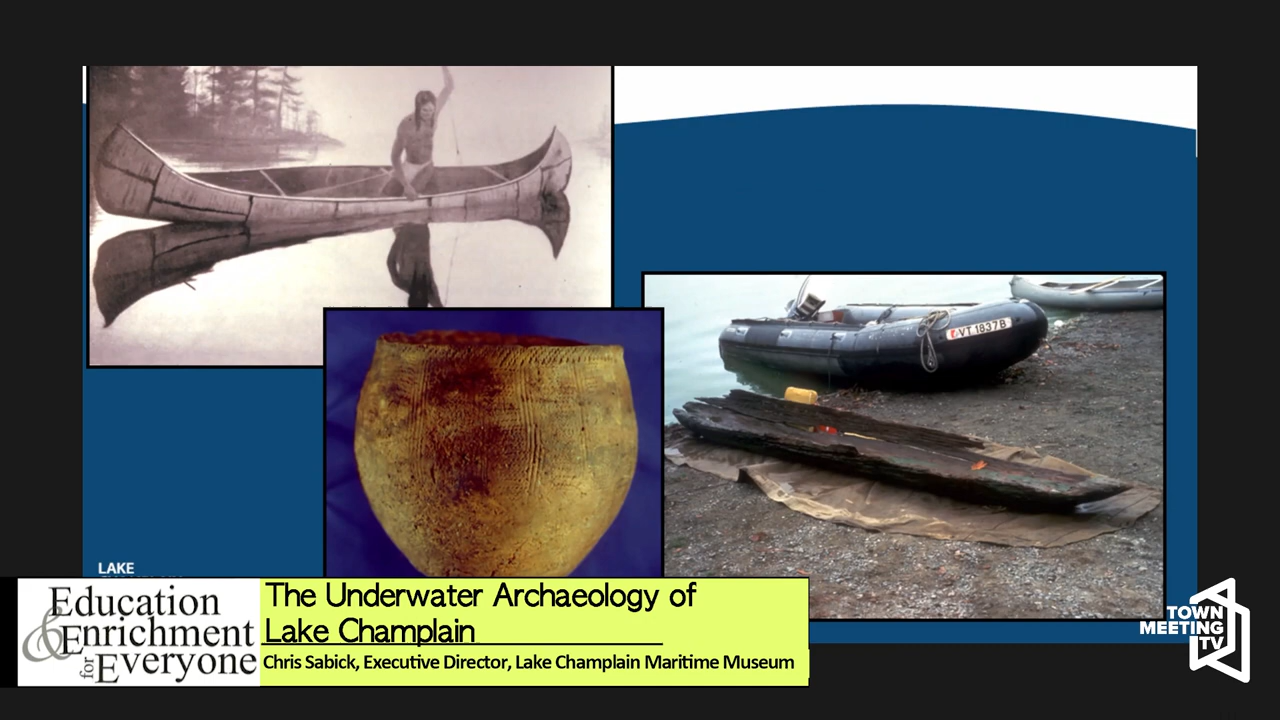 VT 1837 B
LAKE
Education
& Enrichment
for Everyone
The Underwater Archaeology of
Lake Champlain
Chris Sabick, Executive Director, Lake Champlain Maritime Museum
TOWN
MEETING
TV